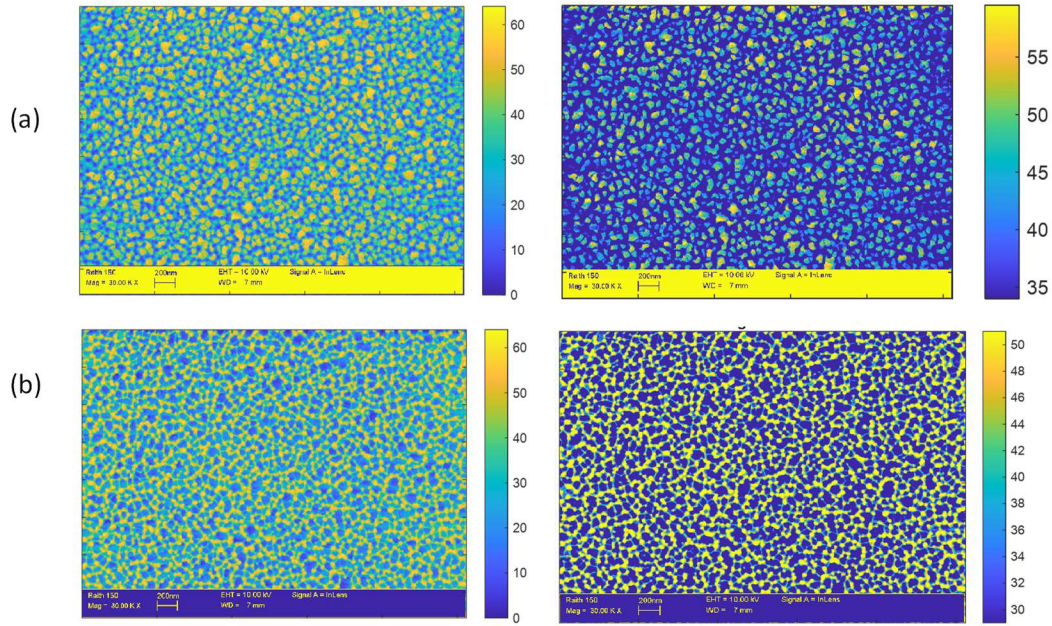 (a)
60
50
40
30
20
10
0
Raith 150
200nm
EHT = 10.00 kV
Signal A = InLens
Mag = 30.00 K X
WD = 7 mm
55
50
45
40
35
Raith 150
200nm
EHT = 10.00 kV
Signal A = InLens
Mag = 30.00 K X
WD = 7 mm
(b)
60
50
40
30
20
10
0
Raith 150
200nm
EHT = 10.00 kV
Signal A = InLens
Mag = 30.00 K X
WD = 7 mm
50
48
46
44
42
40
38
36
34
32
30
Raith 150
200nm
EHT = 10.00 kV
Signal A = InLens
Mag = 30.00 K X
WD = 7 mm